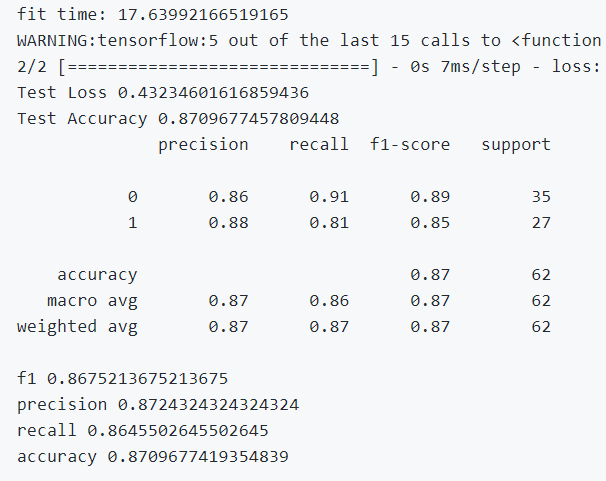 fit time: 17.63992166519165
WARNING:tensorflow:5 out of the last 15 calls to <function
2/2 [==============================] - 0s 7ms/step - loss:
Test Loss 0.43234601616859436
Test Accuracy 0.8709677457809448
precision recall f1-score support
0 0.86 0.91 0.89 35
1 0.88 0.81 0.85 27
accuracy 0.87 62
macro avg 0.87 0.86 0.87 62
weighted avg 0.87 0.87 0.87 62
f1 0.8675213675213675
precision 0.8724324324324324
recall 0.8645502645502645
accuracy 0.8709677419354839